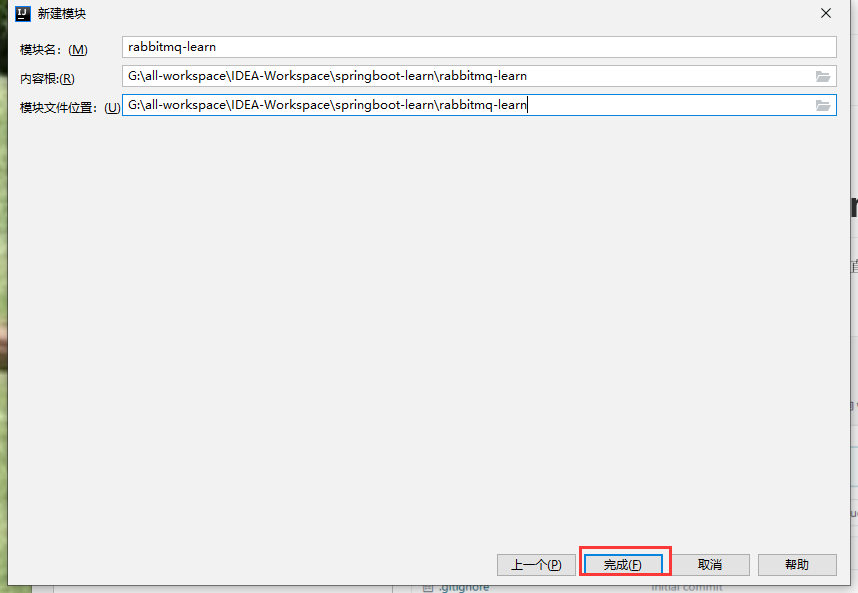 新建模块
模块名：(M) rabbitmq-learn
内容根:(R) G:\all-workspace\IDEA-Workspace\springboot-learn\rabbitmq-learn
模块文件位置：(U) G:\all-workspace\IDEA-Workspace\springboot-learn\rabbitmq-learn
上一个(P) 完成(F) 取消 帮助
.gitignore Initial commit